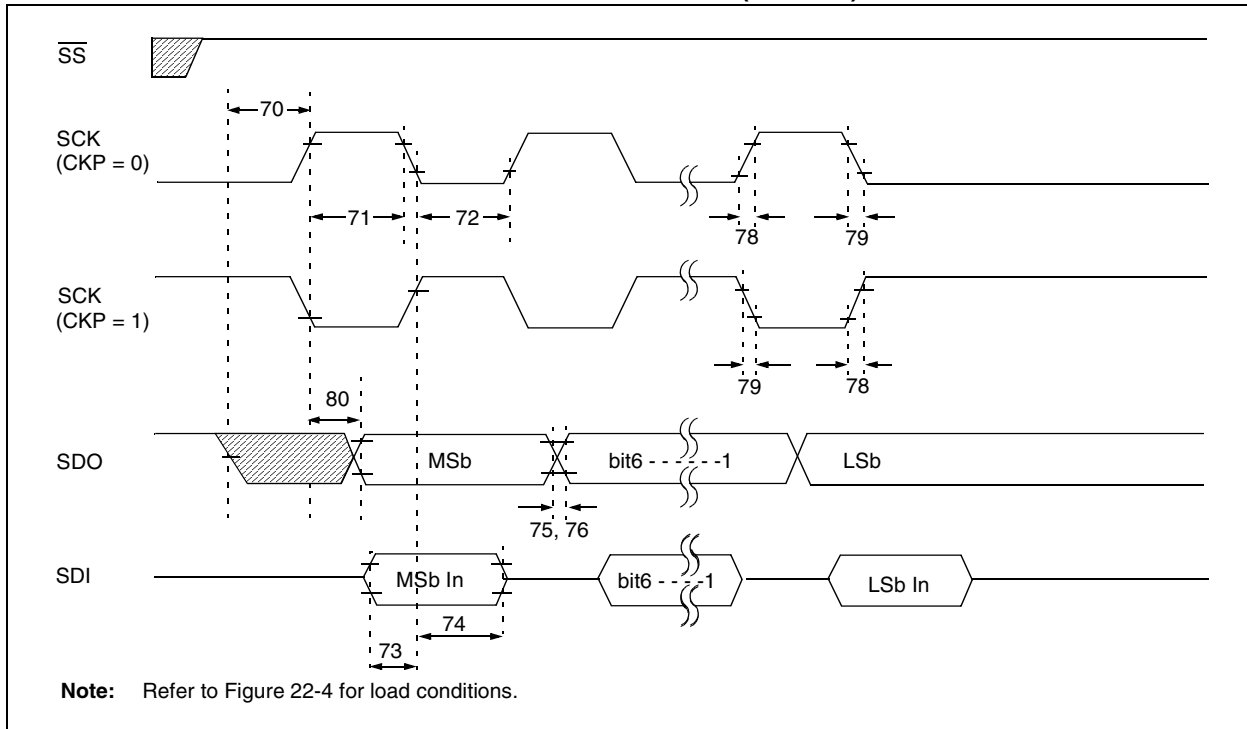 SS
70
SCK
(CKP = 0)
71
72
78
79
SCK
(CKP = 1)
79
78
80
SDO
MSb
bit6 - - - - - - -1
LSb
75, 76
SDI
MSb In
bit6 - - - - -1
LSb In
74
73
Note: Refer to Figure 22-4 for load conditions.